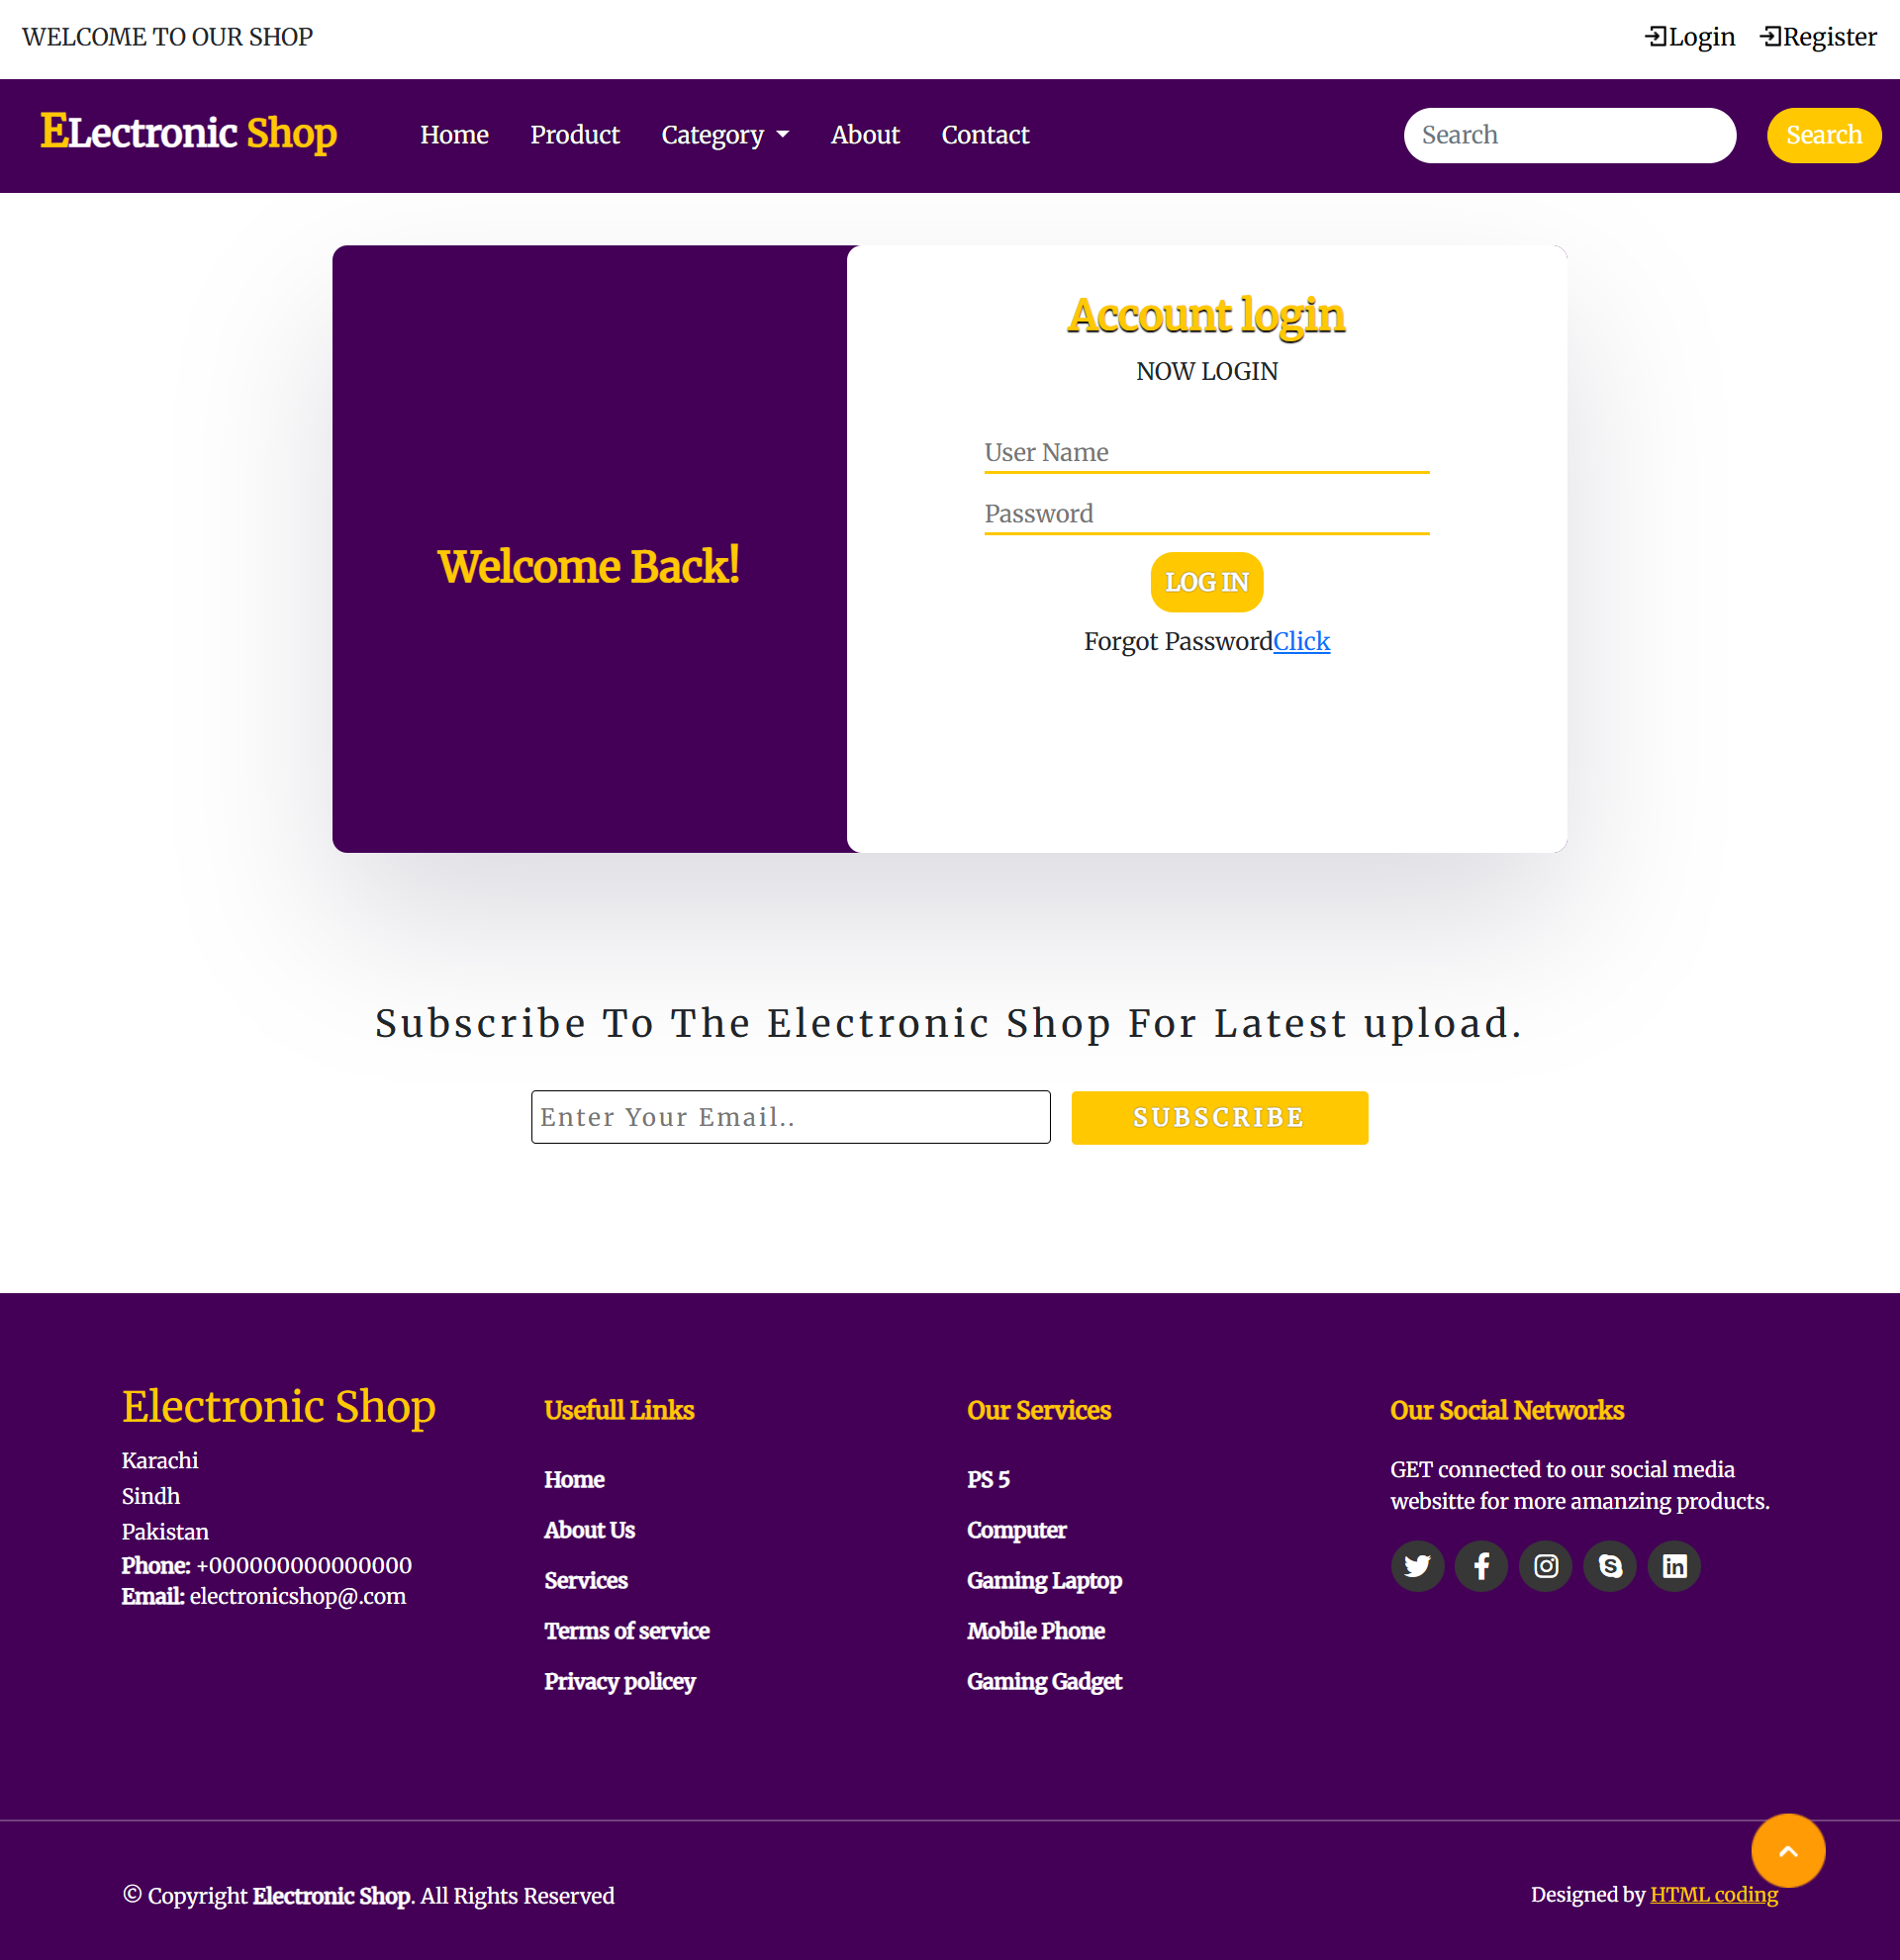 WELCOME TO OUR SHOP
Login Register
ELectronic Shop
Home Product Category About Contact
Search Search
Welcome Back!
Account login
NOW LOGIN
User Name
Password
LOG IN
Forgot PasswordClick
Subscribe To The Electronic Shop For Latest upload.
Enter Your Email.. SUBSCRIBE
Electronic Shop
Karachi
Sindh
Pakistan
Phone: +000000000000000
Email: electronicshop@.com
Usefull Links
Home
About Us
Services
Terms of service
Privacy policey
Our Services
PS 5
Computer
Gaming Laptop
Mobile Phone
Gaming Gadget
Our Social Networks
GET connected to our social media
websitte for more amanzing products.
© Copyright Electronic Shop. All Rights Reserved
Designed by HTML coding